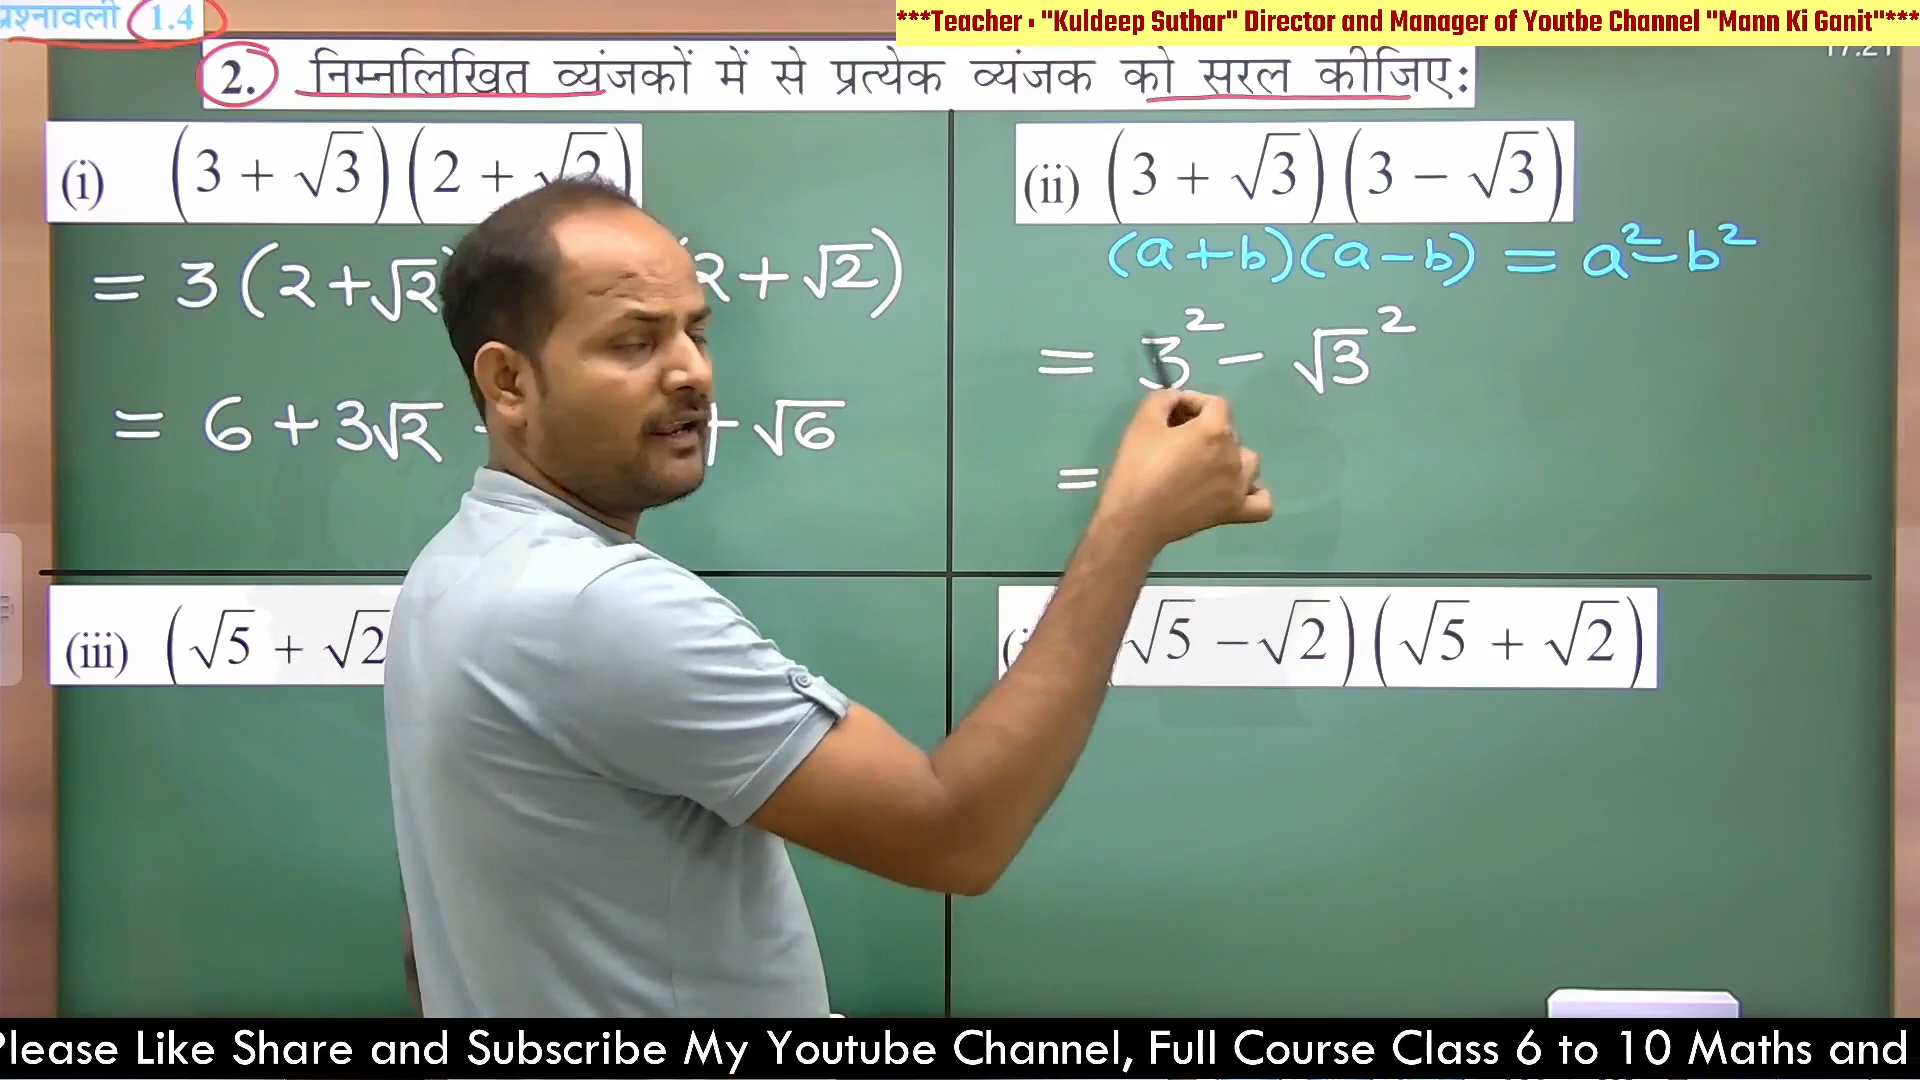 प्रश्नावली 1.4
***Teacher : "Kuldeep Suthar" Director and Manager of Youtbe Channel "Mann Ki Ganit"***
2. निम्नलिखित व्यंजकों में से प्रत्येक व्यंजक को सरल कीजिए:
(i) (3 + √3) (2 + √2)
= 3 (2+√2) 2+√2)
= 6 + 3√2 + √6
(ii) (3 + √3) (3 − √3)
(a+b)(a−b) = a²−b²
= 3² − √3²
=
(iii) (√5 + √2
√5 − √2) (√5 + √2)
Please Like Share and Subscribe My Youtube Channel, Full Course Class 6 to 10 Maths and